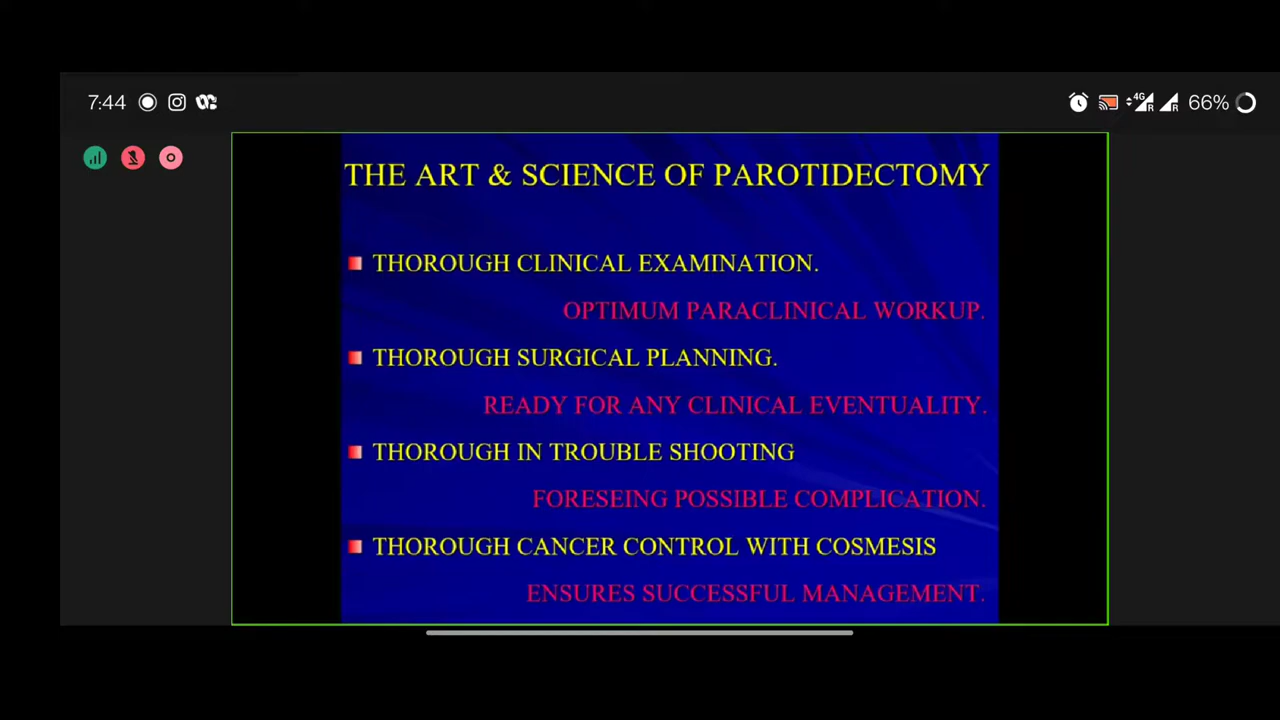 7:44
4G
R
R
66%
THE ART & SCIENCE OF PAROTIDECTOMY
THOROUGH CLINICAL EXAMINATION.
OPTIMUM PARACLINICAL WORKUP.
THOROUGH SURGICAL PLANNING.
READY FOR ANY CLINICAL EVENTUALITY.
THOROUGH IN TROUBLE SHOOTING
FORESEING POSSIBLE COMPLICATION.
THOROUGH CANCER CONTROL WITH COSMESIS
ENSURES SUCCESSFUL MANAGEMENT.